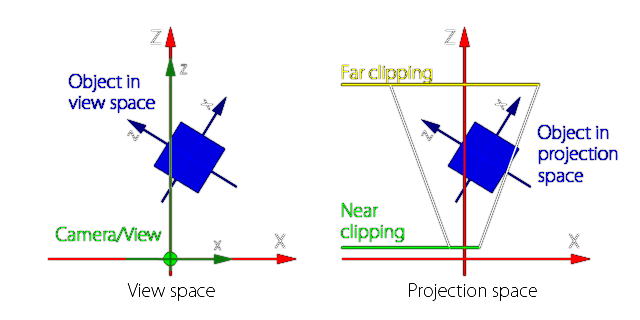 Z
z
Object in
view space
x
z
Camera/View
x
X
View space
Z
Far clipping
x
z
Object in
projection
space
Near
clipping
X
Projection space